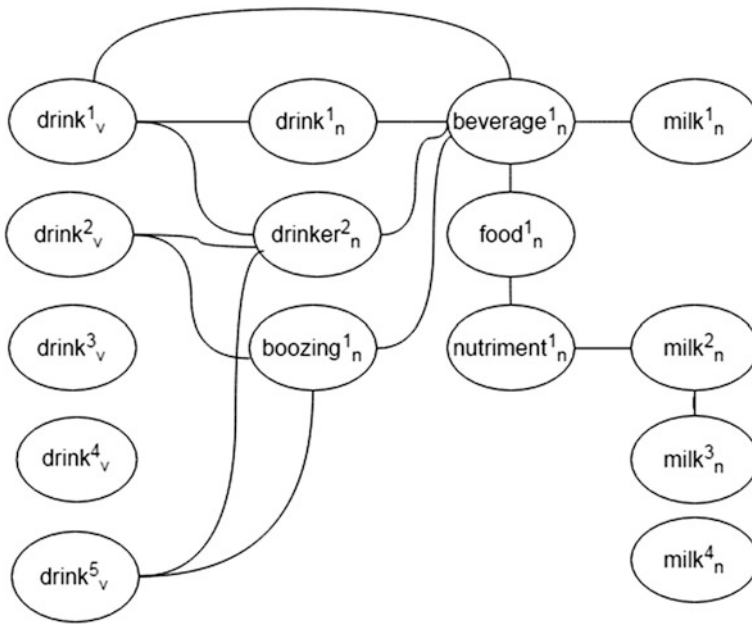 drink¹ᵥ
drink¹ₙ
beverage¹ₙ
milk¹ₙ
drink²ᵥ
drinker²ₙ
food¹ₙ
drink³ᵥ
boozing¹ₙ
nutriment¹ₙ
milk²ₙ
drink⁴ᵥ
milk³ₙ
drink⁵ᵥ
milk⁴ₙ